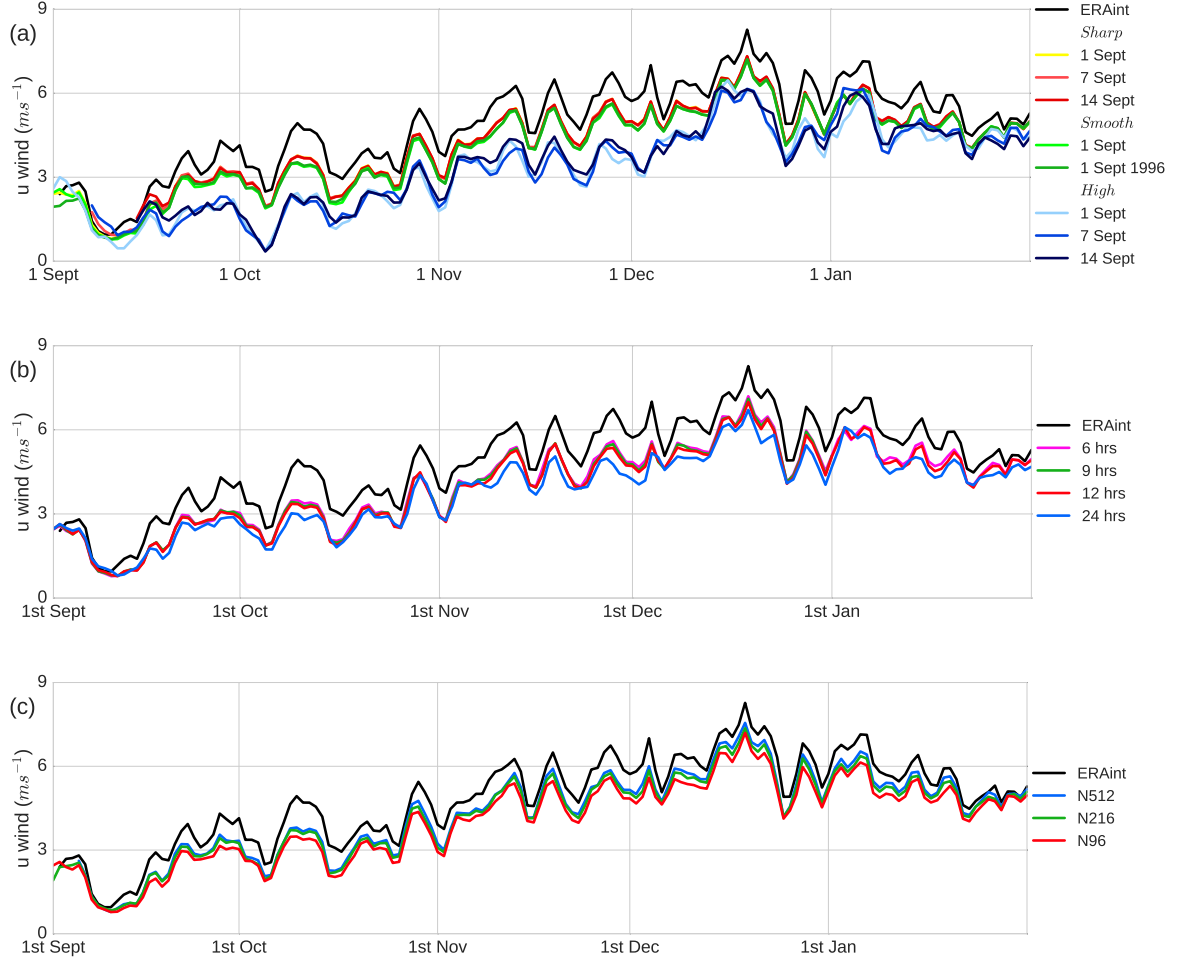 (a)
u wind (ms⁻¹)
9
6
3
0
1 Sept
1 Oct
1 Nov
1 Dec
1 Jan
ERAint
Sharp
1 Sept
7 Sept
14 Sept
Smooth
1 Sept
1 Sept 1996
High
1 Sept
7 Sept
14 Sept
(b)
u wind (ms⁻¹)
9
6
3
0
1st Sept
1st Oct
1st Nov
1st Dec
1st Jan
ERAint
6 hrs
9 hrs
12 hrs
24 hrs
(c)
u wind (ms⁻¹)
9
6
3
0
1st Sept
1st Oct
1st Nov
1st Dec
1st Jan
ERAint
N512
N216
N96